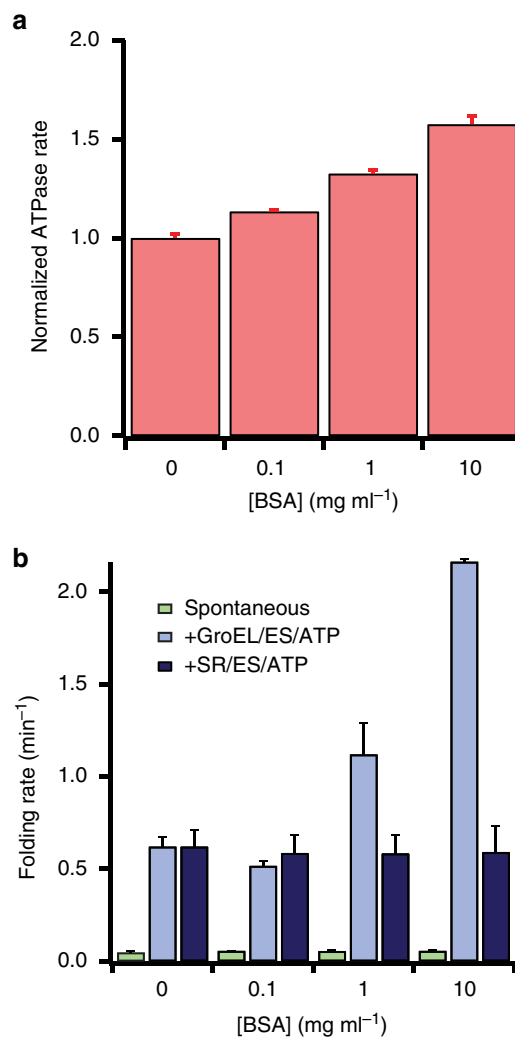 a
Normalized ATPase rate
2.0
1.5
1.0
0.5
0.0
0 0.1 1 10
[BSA] (mg ml⁻¹)
b
Folding rate (min⁻¹)
2.0
1.5
1.0
0.5
0.0
Spontaneous
+GroEL/ES/ATP
+SR/ES/ATP
0 0.1 1 10
[BSA] (mg ml⁻¹)